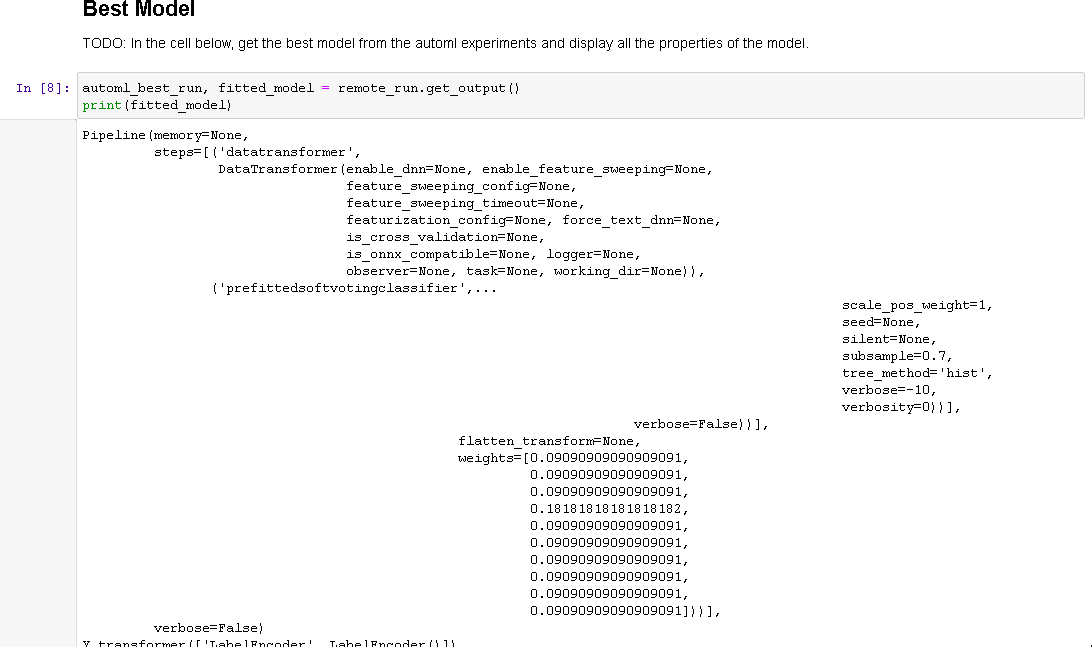 Best Model
TODO: In the cell below, get the best model from the automl experiments and display all the properties of the model.
In [8]: automl_best_run, fitted_model = remote_run.get_output()
print(fitted_model)
Pipeline(memory=None,
steps=[('datatransformer',
DataTransformer(enable_dnn=None, enable_feature_sweeping=None,
feature_sweeping_config=None,
feature_sweeping_timeout=None,
featurization_config=None, force_text_dnn=None,
is_cross_validation=None,
is_onnx_compatible=None, logger=None,
observer=None, task=None, working_dir=None)),
('prefittedsoftvotingclassifier',...
scale_pos_weight=1,
seed=None,
silent=None,
subsample=0.7,
tree_method='hist',
verbose=-10,
verbosity=0))],
verbose=False))],
flatten_transform=None,
weights=[0.09090909090909091,
0.09090909090909091,
0.09090909090909091,
0.18181818181818182,
0.09090909090909091,
0.09090909090909091,
0.09090909090909091,
0.09090909090909091,
0.09090909090909091,
0.09090909090909091]))],
verbose=False)
Y_transformer(['LabelEncoder', LabelEncoder()])